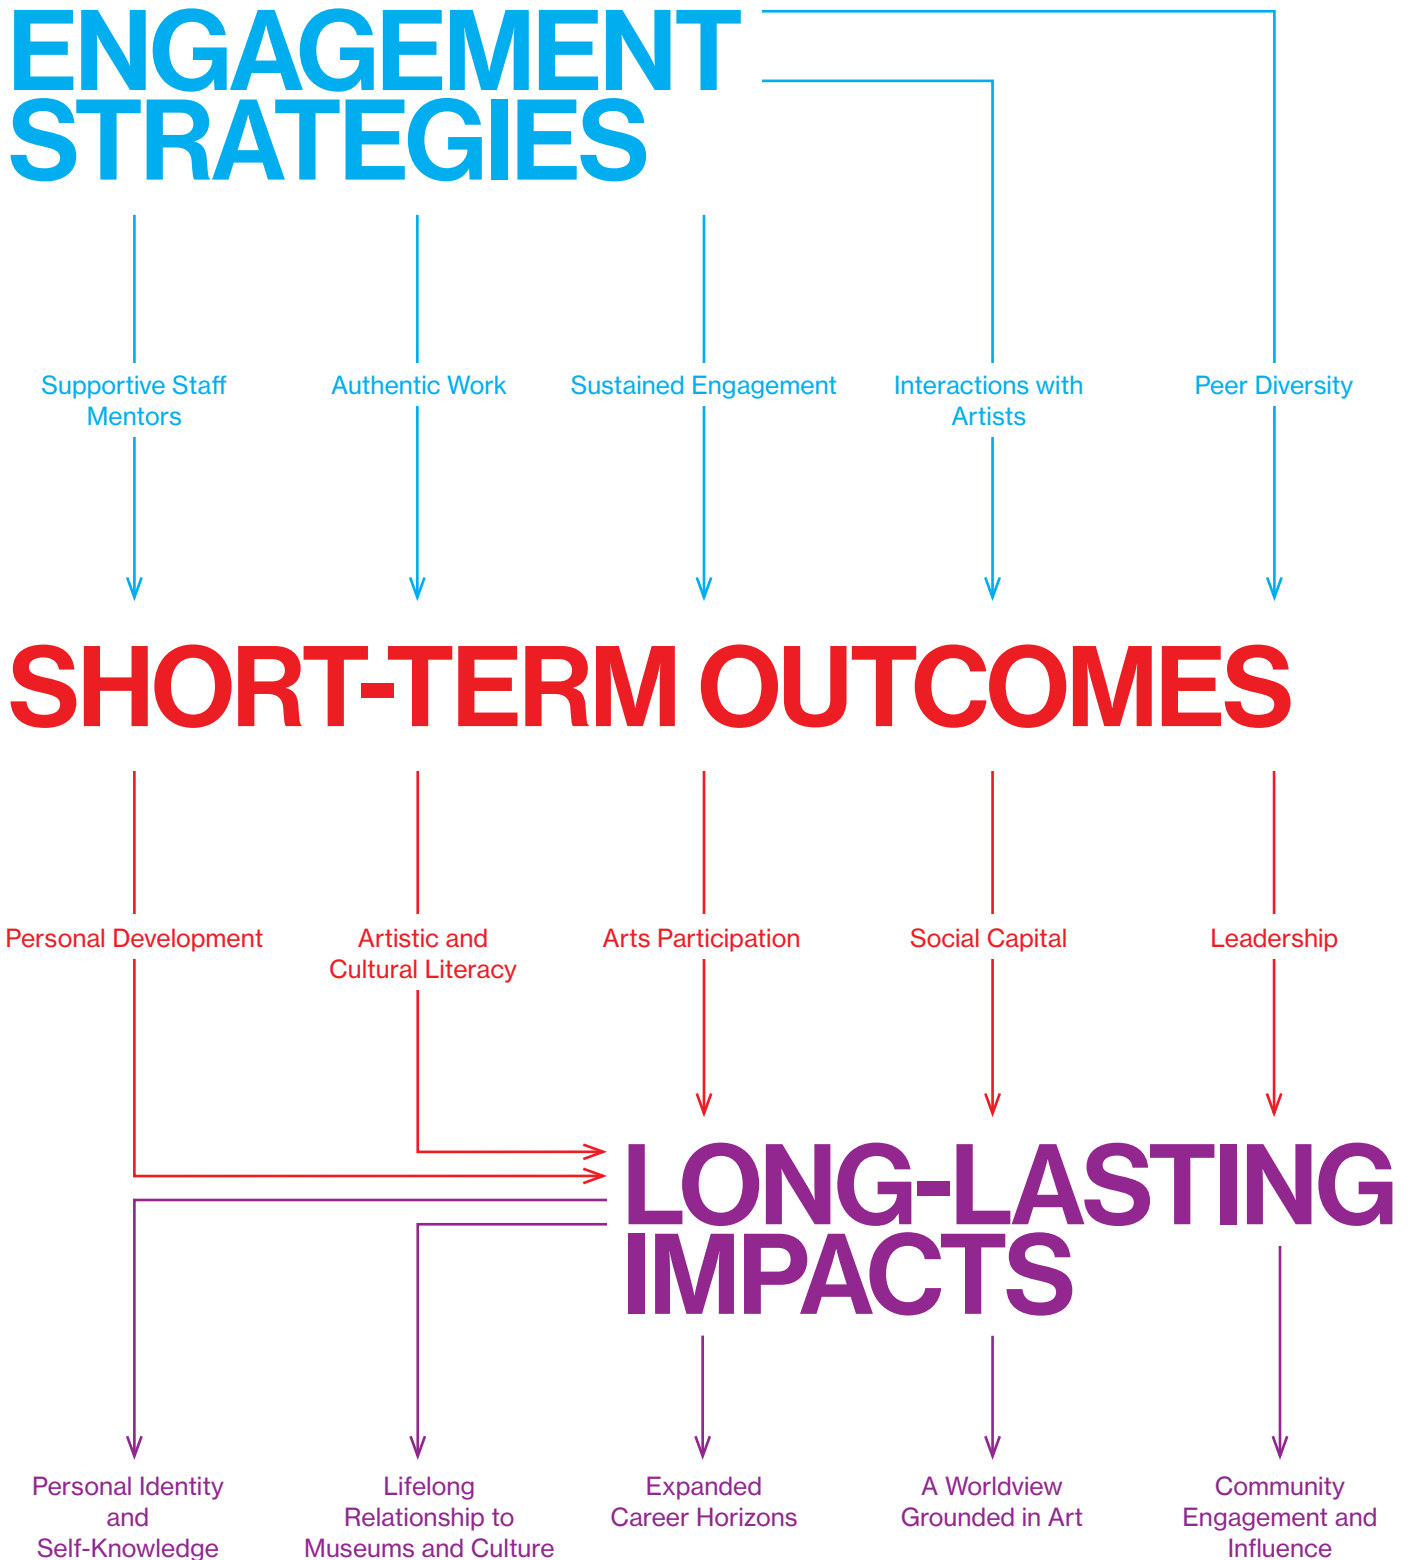 ENGAGEMENT
STRATEGIES
Supportive Staff
Mentors
Authentic Work
Sustained Engagement
Interactions with
Artists
Peer Diversity
SHORT-TERM OUTCOMES
Personal Development
Artistic and
Cultural Literacy
Arts Participation
Social Capital
Leadership
LONG-LASTING
IMPACTS
Personal Identity
and
Self-Knowledge
Lifelong
Relationship to
Museums and Culture
Expanded
Career Horizons
A Worldview
Grounded in Art
Community
Engagement and
Influence